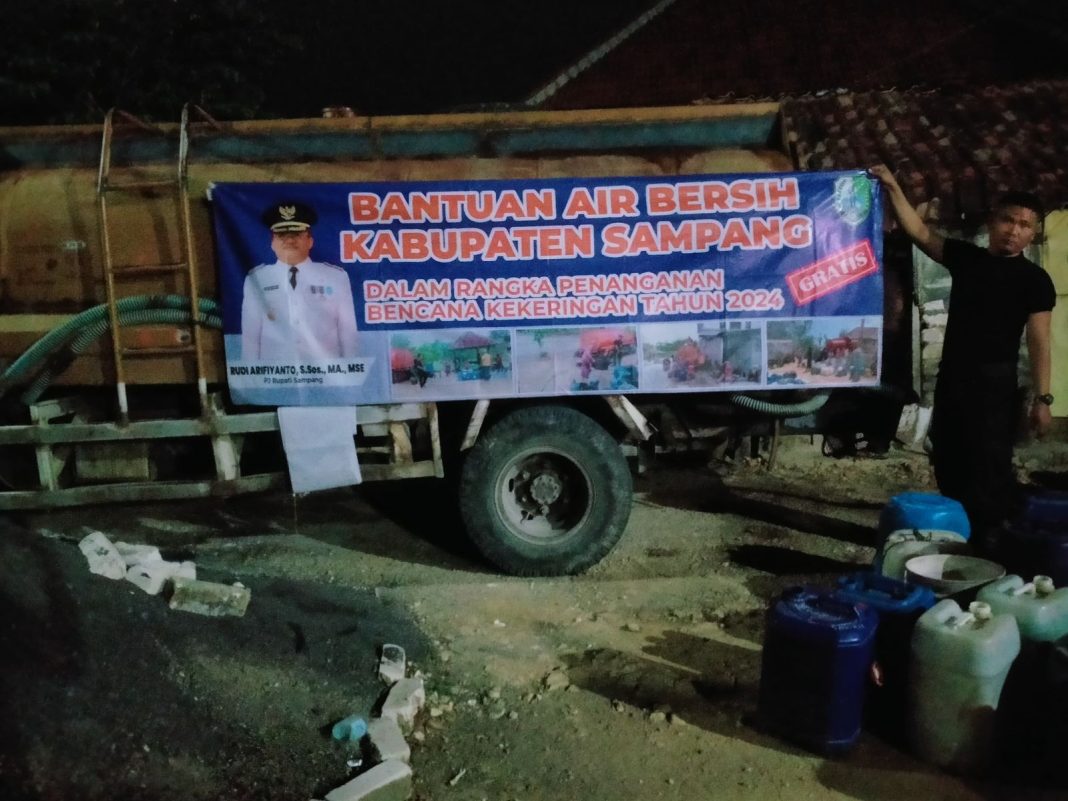 BANTUAN AIR BERSIH
KABUPATEN SAMPANG
DALAM RANGKA PENANGANAN
BENCANA KEKERINGAN TAHUN 2024
GRATIS
RUDI ARIFIYANTO, S.Sos., MA., MSE
PJ Bupati Sampang